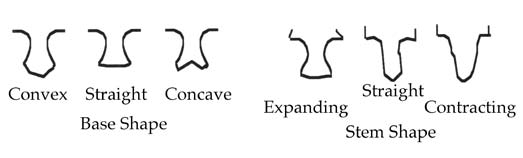 Convex Straight Concave
Base Shape
Straight
Expanding Contracting
Stem Shape